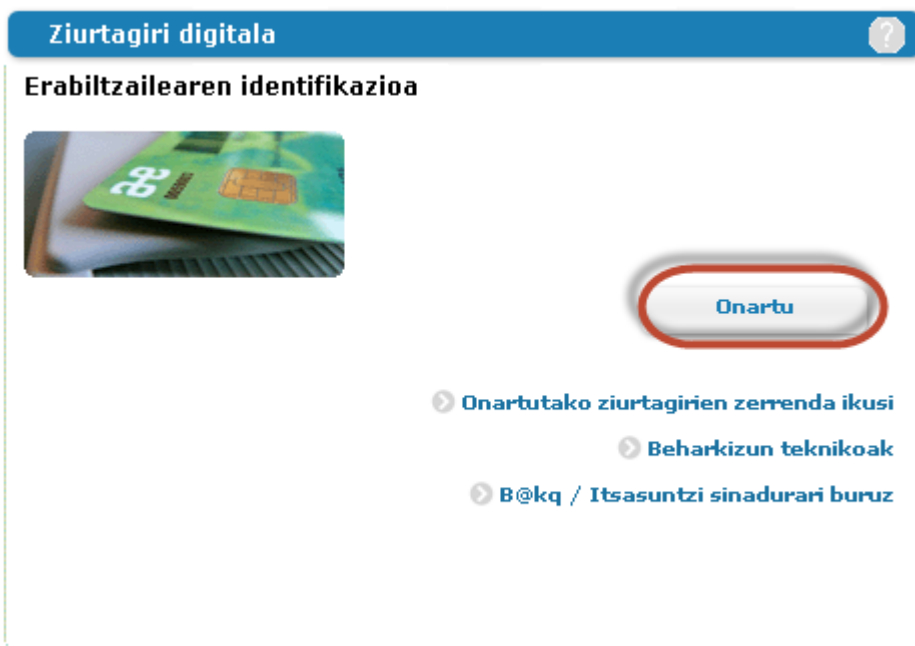 Ziurtagiri digitala
?
Erabiltzailearen identifikazioa
Onartu
Onartutako ziurtagirien zerrenda ikusi
Beharkizun teknikoak
B@kq / Itsasuntzi sinadurari buruz